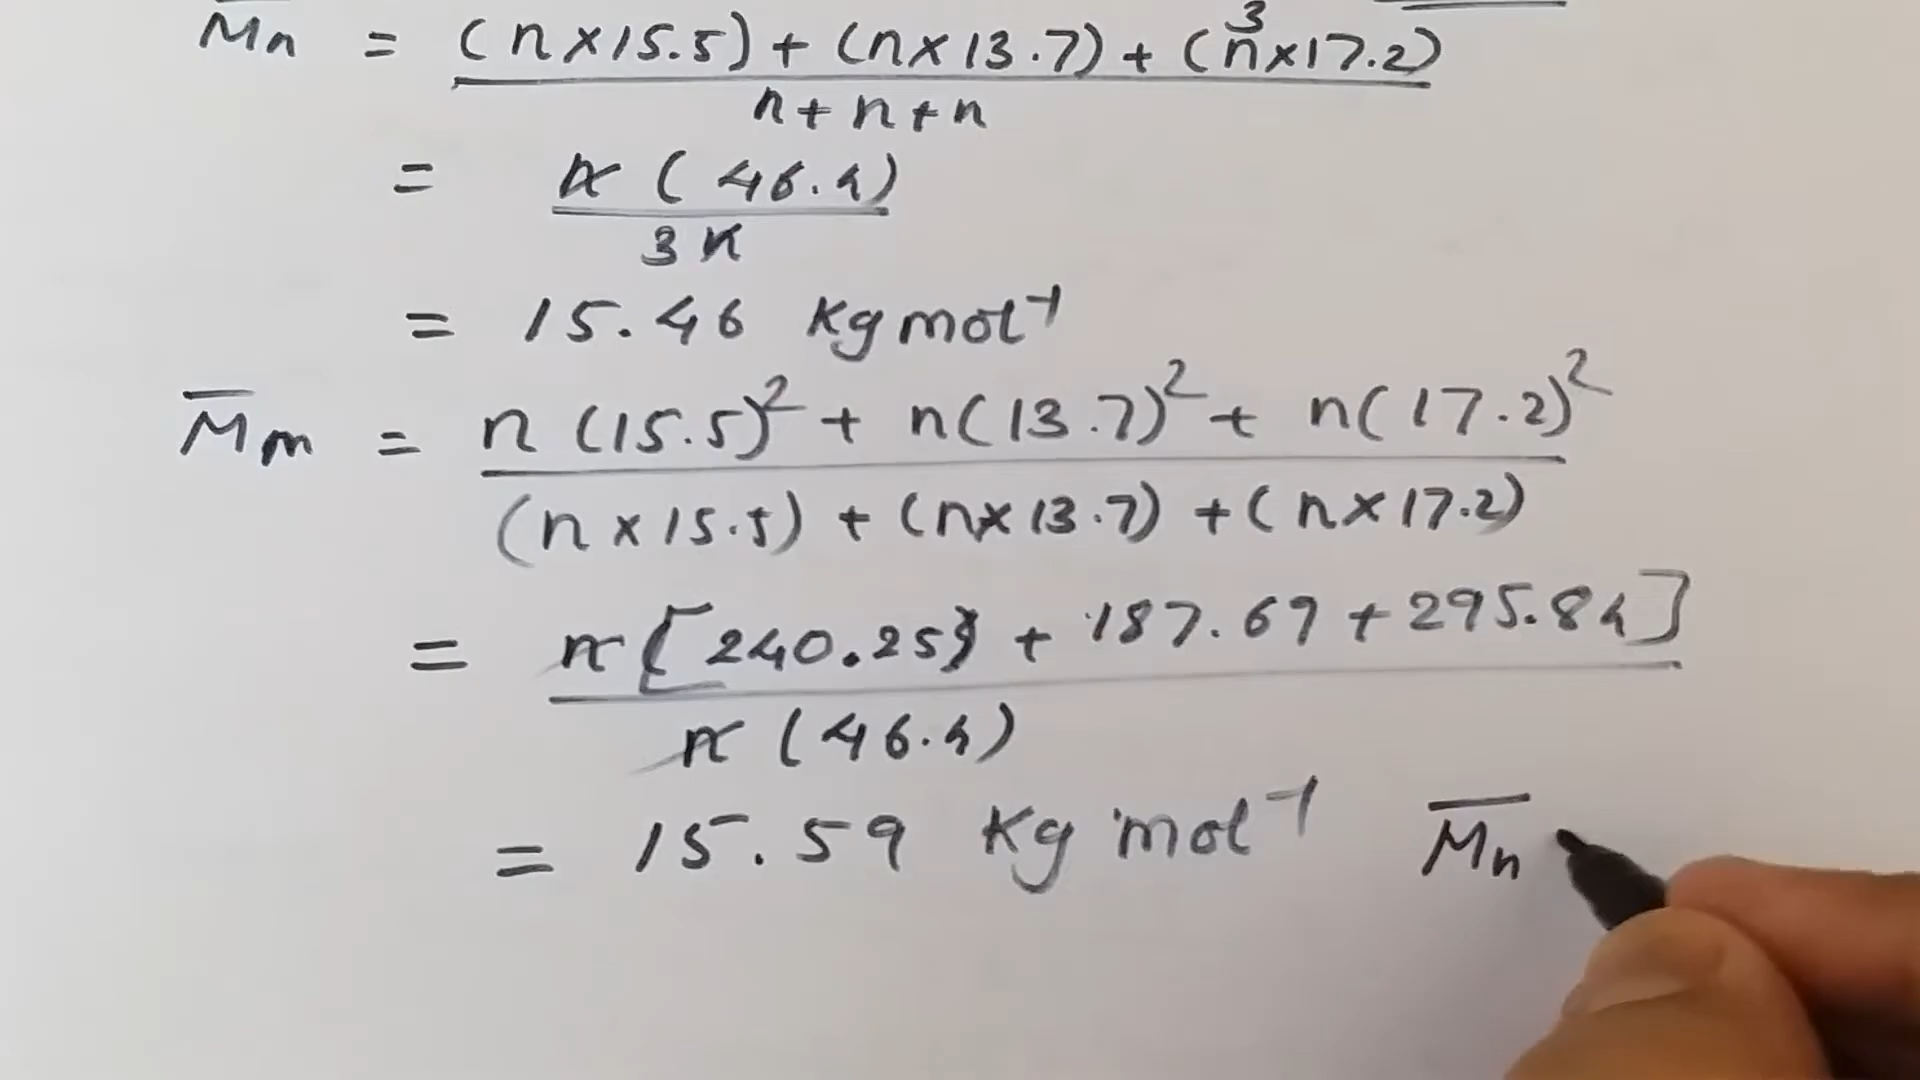 M̅n = (n×15.5) + (n×13.7) + (n×17.2)
3
n + n + n
= n (46.4)
3 n
= 15.46 Kg mol⁻¹
M̅m = n (15.5)² + n(13.7)² + n(17.2)²
(n × 15.5) + (n× 13.7) + (n × 17.2)
= n [240.25) + 187.69 + 295.84]
n (46.4)
= 15.59 Kg mol⁻¹ M̅n